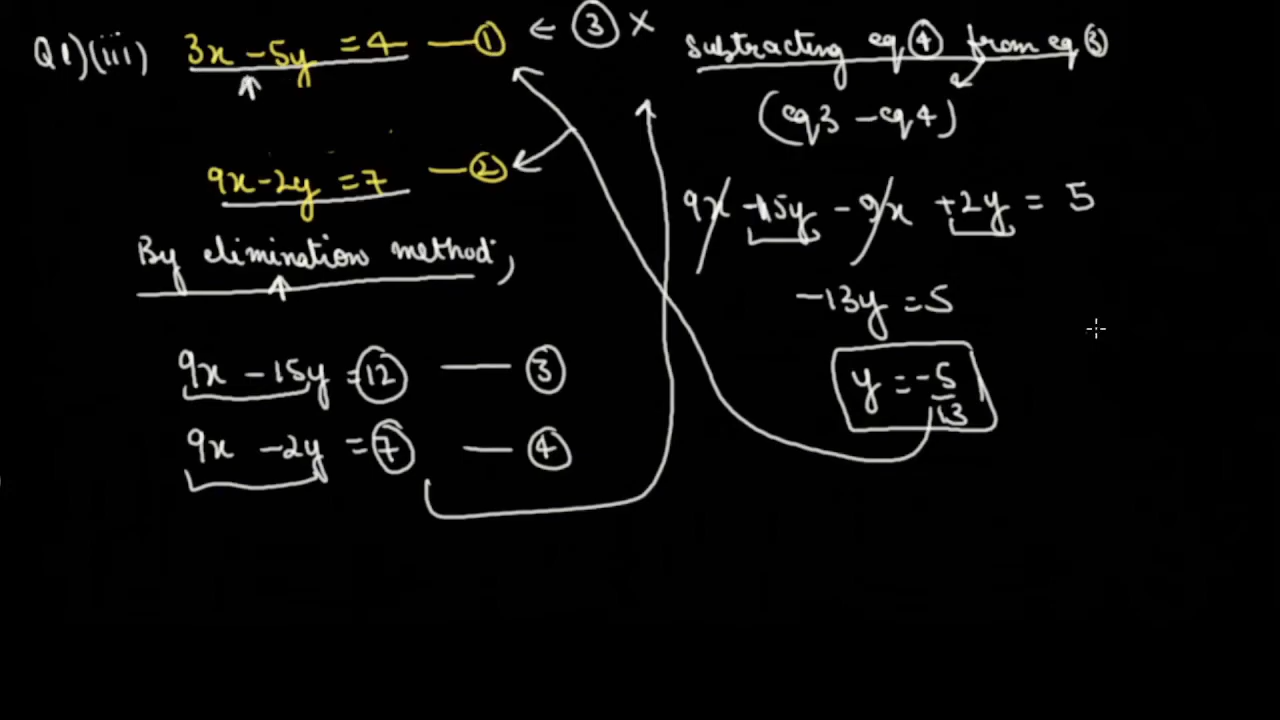 Q1)(iii) 3x - 5y = 4 — ① ← ③ ×
9x - 2y = 7 — ②
By elimination method,
9x - 15y = 12 — ③
9x - 2y = 7 — ④
Subtracting eq ④ from eq ③
(eq3 - eq4)
9x - 15y - 9x + 2y = 5
-13y = 5
y = -5/13